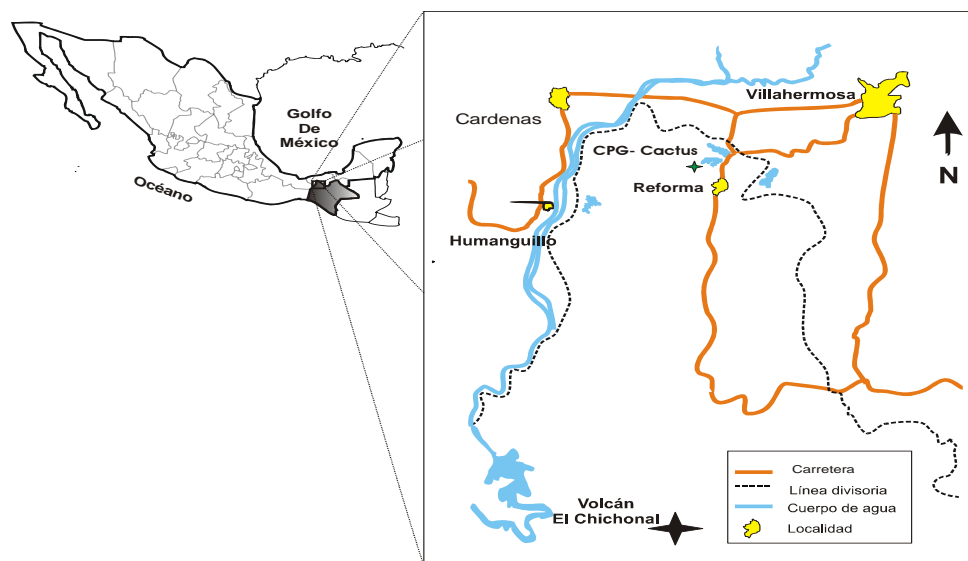 Golfo
De
México
Océano
Villahermosa
Cardenas
CPG- Cactus
Reforma
N
Humanguillo
Volcán
El Chichonal
Carretera
Línea divisoria
Cuerpo de agua
Localidad